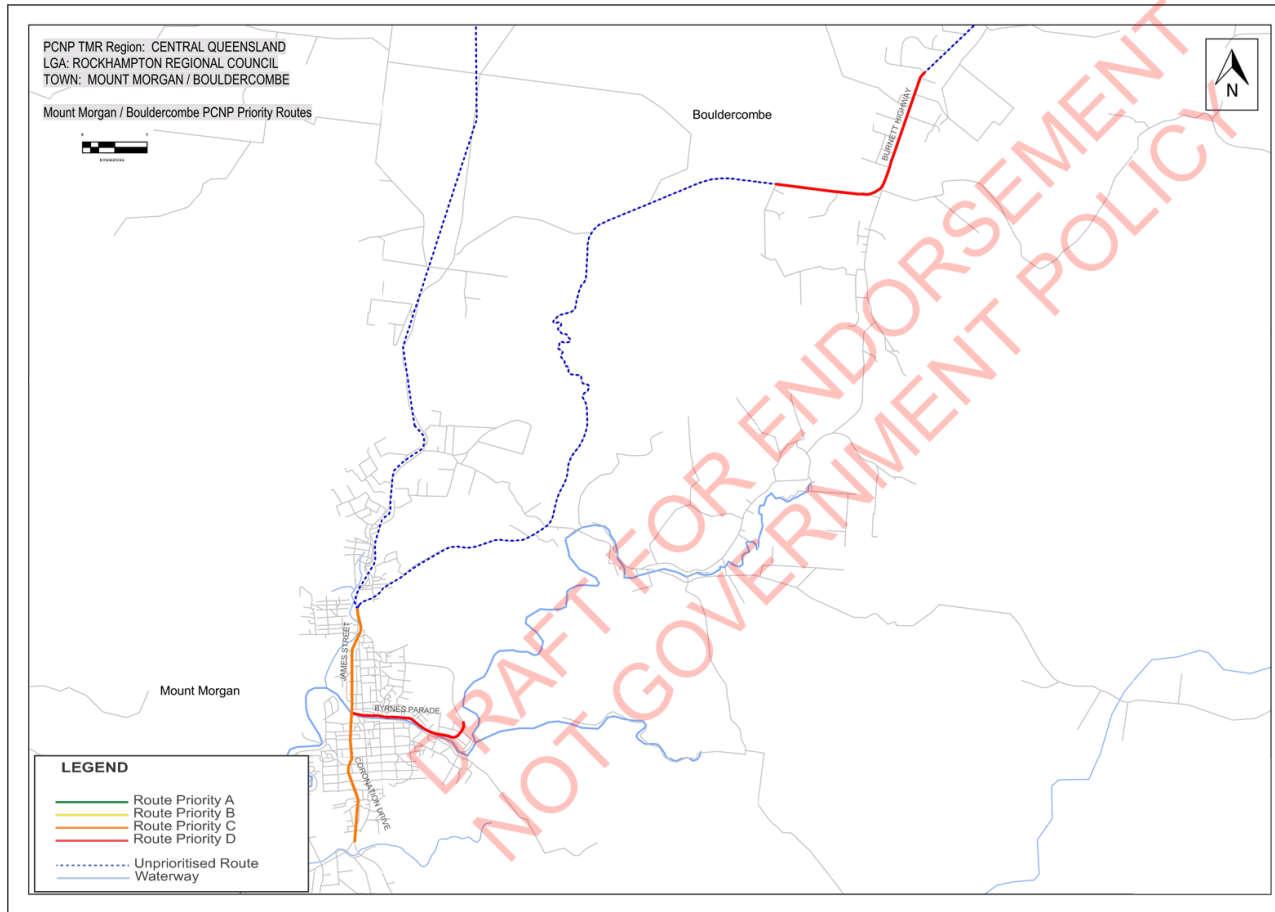 PCNP TMR Region: CENTRAL QUEENSLAND
LGA: ROCKHAMPTON REGIONAL COUNCIL
TOWN: MOUNT MORGAN / BOULDERCOMBE
Mount Morgan / Bouldercombe PCNP Priority Routes
N
Bouldercombe
BURNETT HIGHWAY
DRAFT FOR ENDORSEMENT
NOT GOVERNMENT POLICY
JAMES STREET
Mount Morgan
BYRNES PARADE
CORONATION DRIVE
LEGEND
Route Priority A
Route Priority B
Route Priority C
Route Priority D
Unprioritised Route
Waterway